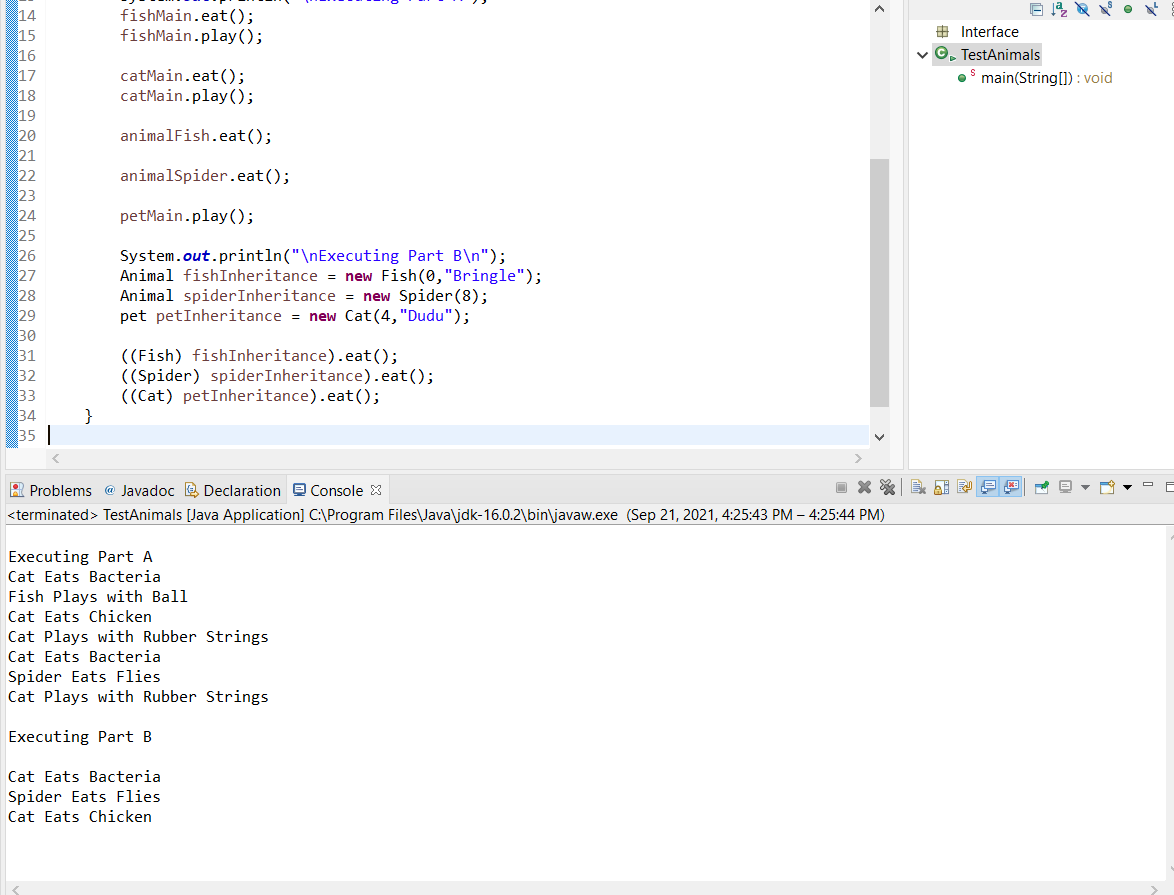 14 fishMain.eat();
15 fishMain.play();
16
17 catMain.eat();
18 catMain.play();
19
20 animalFish.eat();
21
22 animalSpider.eat();
23
24 petMain.play();
25
26 System.out.println("\nExecuting Part B\n");
27 Animal fishInheritance = new Fish(0,"Bringle");
28 Animal spiderInheritance = new Spider(8);
29 pet petInheritance = new Cat(4,"Dudu");
30
31 ((Fish) fishInheritance).eat();
32 ((Spider) spiderInheritance).eat();
33 ((Cat) petInheritance).eat();
34 }
35
Interface
TestAnimals
main(String[]) : void
Problems @ Javadoc Declaration Console
<terminated> TestAnimals [Java Application] C:\Program Files\Java\jdk-16.0.2\bin\javaw.exe (Sep 21, 2021, 4:25:43 PM – 4:25:44 PM)
Executing Part A
Cat Eats Bacteria
Fish Plays with Ball
Cat Eats Chicken
Cat Plays with Rubber Strings
Cat Eats Bacteria
Spider Eats Flies
Cat Plays with Rubber Strings
Executing Part B
Cat Eats Bacteria
Spider Eats Flies
Cat Eats Chicken